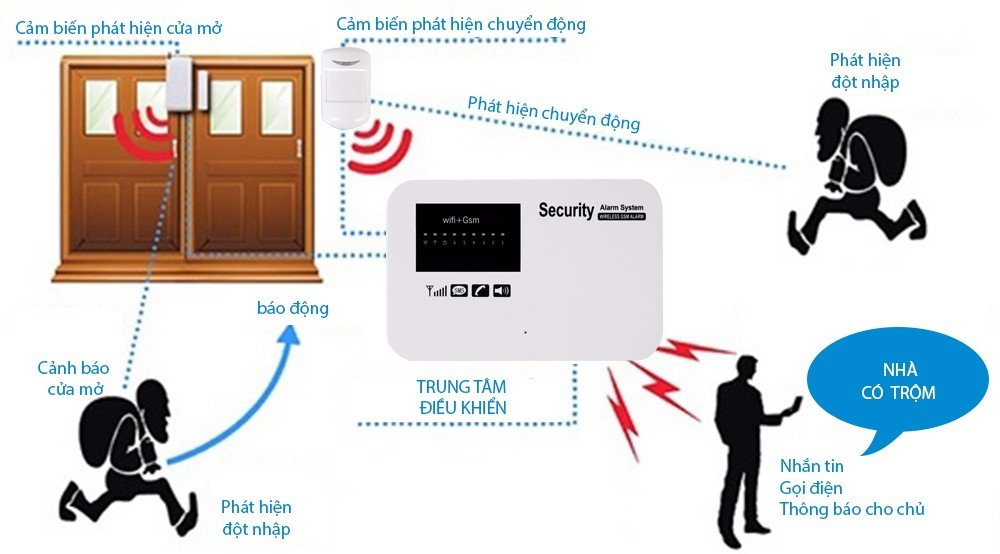 Cảm biến phát hiện cửa mở
Cảm biến phát hiện chuyển động
Phát hiện
đột nhập
Phát hiện chuyển động
Security Alarm System
WIRELESS GSM ALARM
wifi+Gsm
SMS
báo động
Cảnh báo
cửa mở
TRUNG TÂM
ĐIỀU KHIỂN
NHÀ
CÓ TRỘM
Nhắn tin
Gọi điện
Thông báo cho chủ
Phát hiện
đột nhập